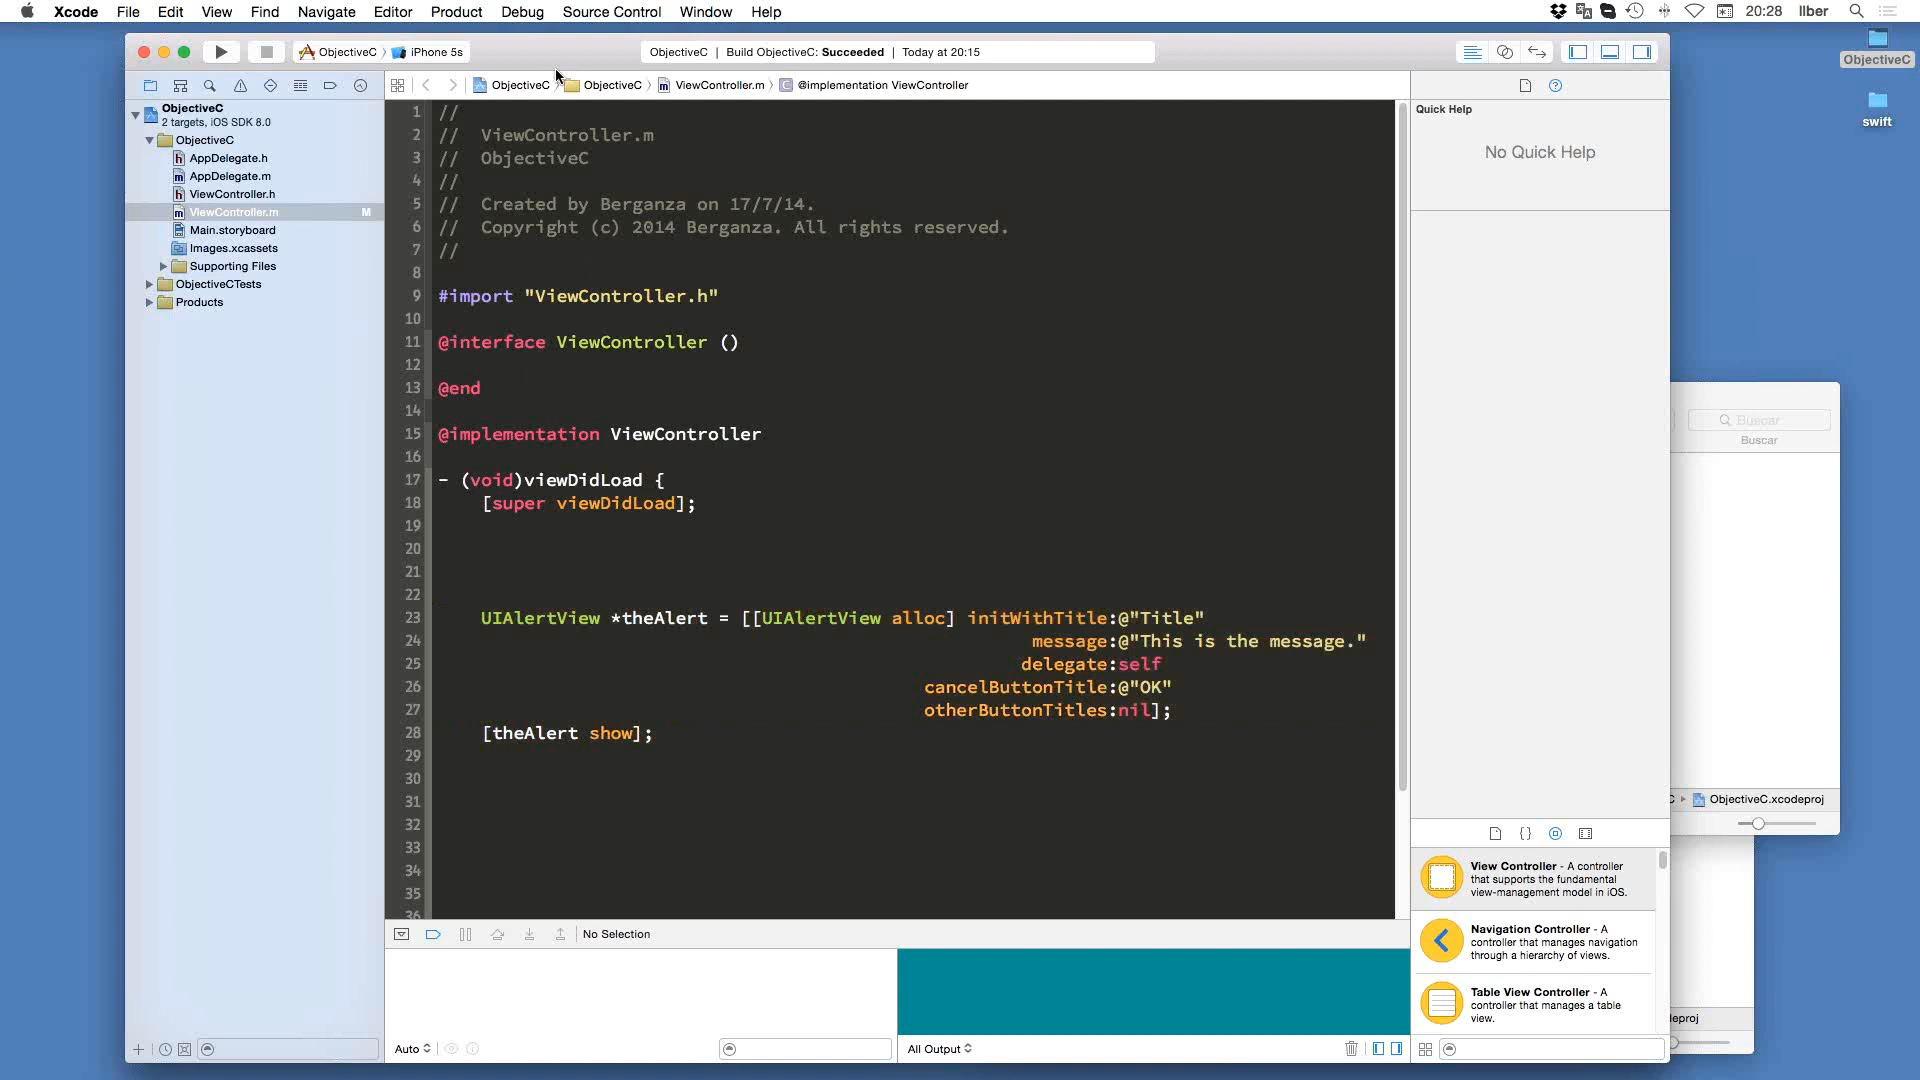 Xcode File Edit View Find Navigate Editor Product Debug Source Control Window Help 20:28 Ilber
ObjectiveC iPhone 5s
ObjectiveC | Build ObjectiveC: Succeeded | Today at 20:15
ObjectiveC ObjectiveC ViewController.m @implementation ViewController
ObjectiveC
2 targets, iOS SDK 8.0
ObjectiveC
AppDelegate.h
AppDelegate.m
ViewController.h
ViewController.m M
Main.storyboard
Images.xcassets
Supporting Files
ObjectiveCTests
Products
1 //
2 // ViewController.m
3 // ObjectiveC
4 //
5 // Created by Berganza on 17/7/14.
6 // Copyright (c) 2014 Berganza. All rights reserved.
7 //
8
9 #import "ViewController.h"
10
11 @interface ViewController ()
12
13 @end
14
15 @implementation ViewController
16
17 - (void)viewDidLoad {
18 [super viewDidLoad];
19
20
21
22
23 UIAlertView *theAlert = [[UIAlertView alloc] initWithTitle:@"Title"
24 message:@"This is the message."
25 delegate:self
26 cancelButtonTitle:@"OK"
27 otherButtonTitles:nil];
28 [theAlert show];
29
30
31
32
33
34
35
36
No Selection
Auto
All Output
Quick Help
No Quick Help
View Controller - A controller
that supports the fundamental
view-management model in iOS.
Navigation Controller - A
controller that manages navigation
through a hierarchy of views.
Table View Controller - A
controller that manages a table
view.
ObjectiveC
swift
Buscar
Buscar
C ObjectiveC.xcodeproj
eproj